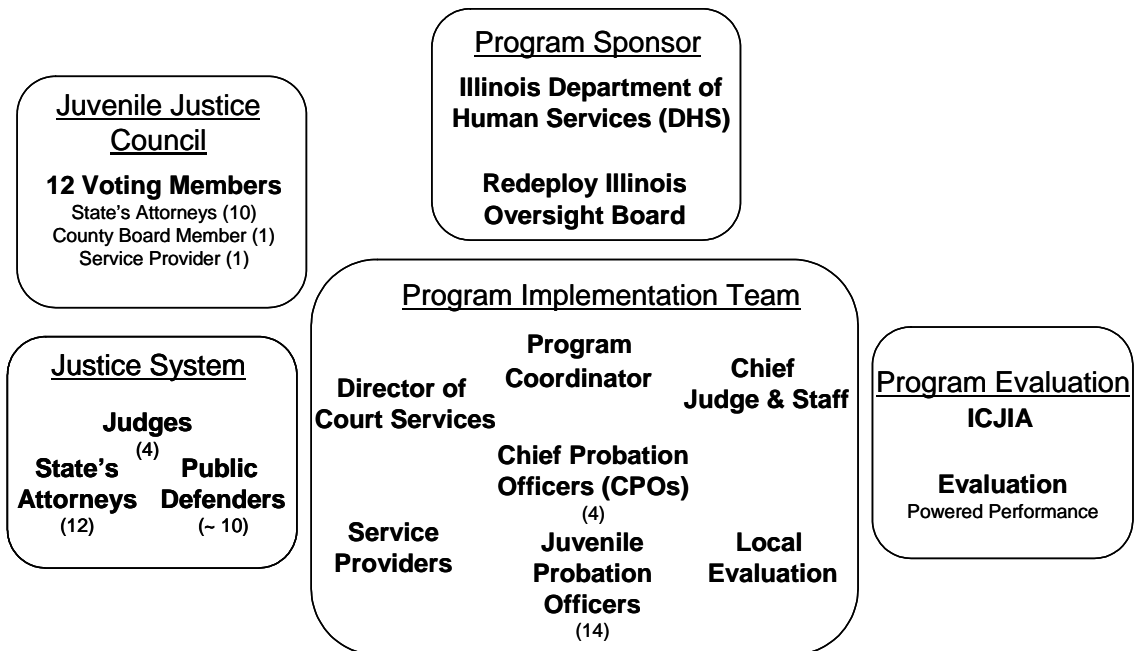 Program Sponsor
Illinois Department of
Human Services (DHS)
Redeploy Illinois
Oversight Board
Juvenile Justice
Council
12 Voting Members
State’s Attorneys (10)
County Board Member (1)
Service Provider (1)
Justice System
Judges
(4)
State’s
Attorneys
(12)
Public
Defenders
(~ 10)
Program Implementation Team
Program
Coordinator
Director of
Court Services
Chief
Judge & Staff
Chief Probation
Officers (CPOs)
(4)
Service
Providers
Juvenile
Probation
Officers
(14)
Local
Evaluation
Program Evaluation
ICJIA
Evaluation
Powered Performance